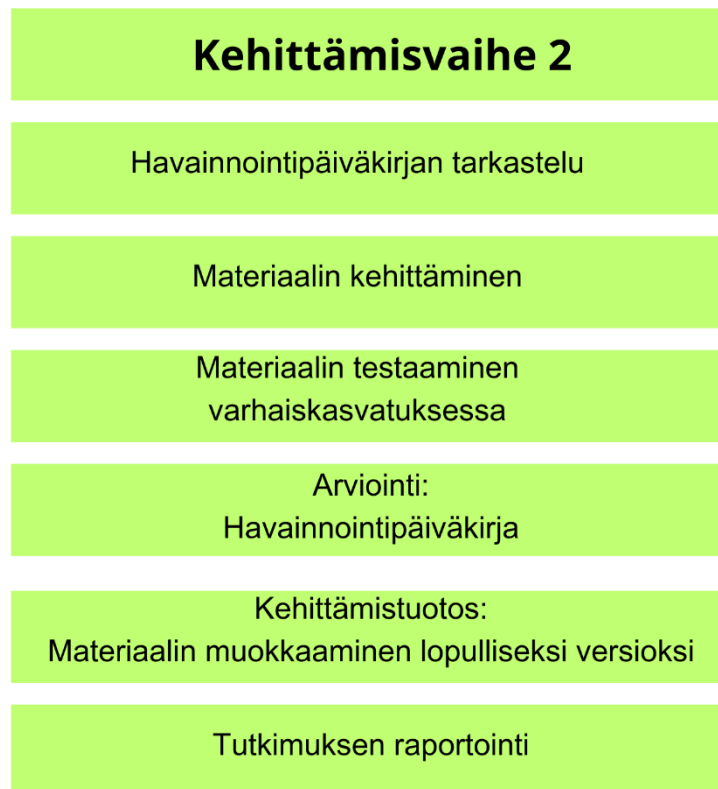 Kehittämisvaihe 2
Havainnointipäiväkirjan tarkastelu
Materiaalin kehittäminen
Materiaalin testaaminen
varhaiskasvatuksessa
Arviointi:
Havainnointipäiväkirja
Kehittämistuotos:
Materiaalin muokkaaminen lopulliseksi versioksi
Tutkimuksen raportointi